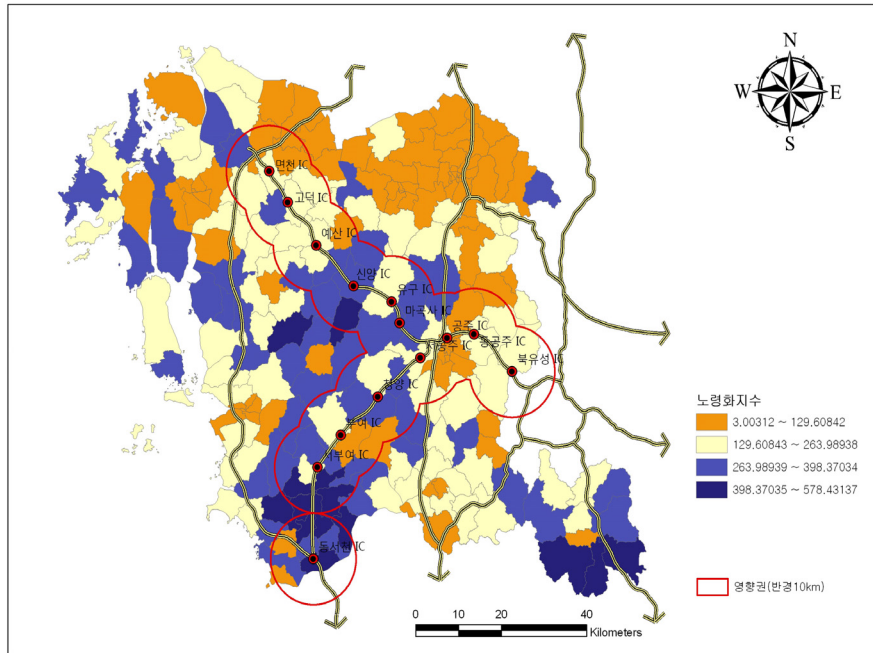 N
W E
S
면천 IC
고덕 IC
예산 IC
신양 IC
유구 IC
마곡사 IC
공주 IC
동공주 IC
서공주 IC
북유성 IC
청양 IC
부여 IC
서부여 IC
동서천 IC
노령화지수
3.00312 ~ 129.60842
129.60843 ~ 263.98938
263.98939 ~ 398.37034
398.37035 ~ 578.43137
영향권(반경10km)
0 10 20 40
Kilometers